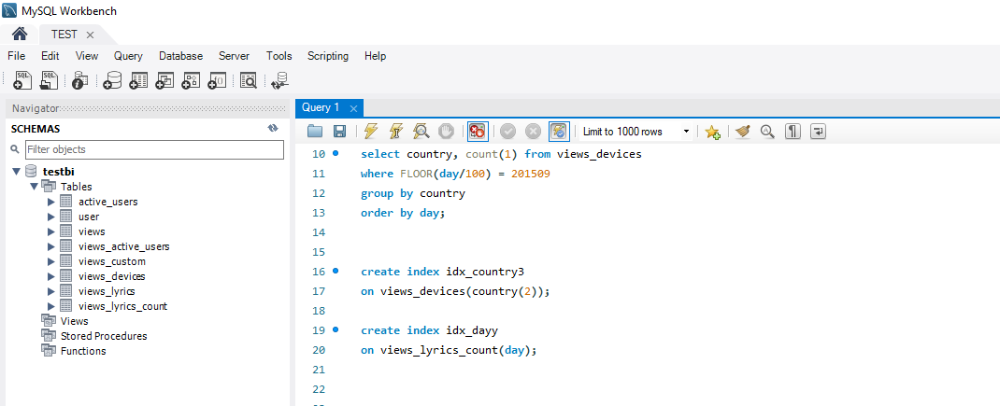 MySQL Workbench
TEST
File Edit View Query Database Server Tools Scripting Help
Navigator
SCHEMAS
Filter objects
testbi
Tables
active_users
user
views
views_active_users
views_custom
views_devices
views_lyrics
views_lyrics_count
Views
Stored Procedures
Functions
Query 1
Limit to 1000 rows
10 select country, count(1) from views_devices
11 where FLOOR(day/100) = 201509
12 group by country
13 order by day;
14
15
16 create index idx_country3
17 on views_devices(country(2));
18
19 create index idx_dayy
20 on views_lyrics_count(day);
21
22